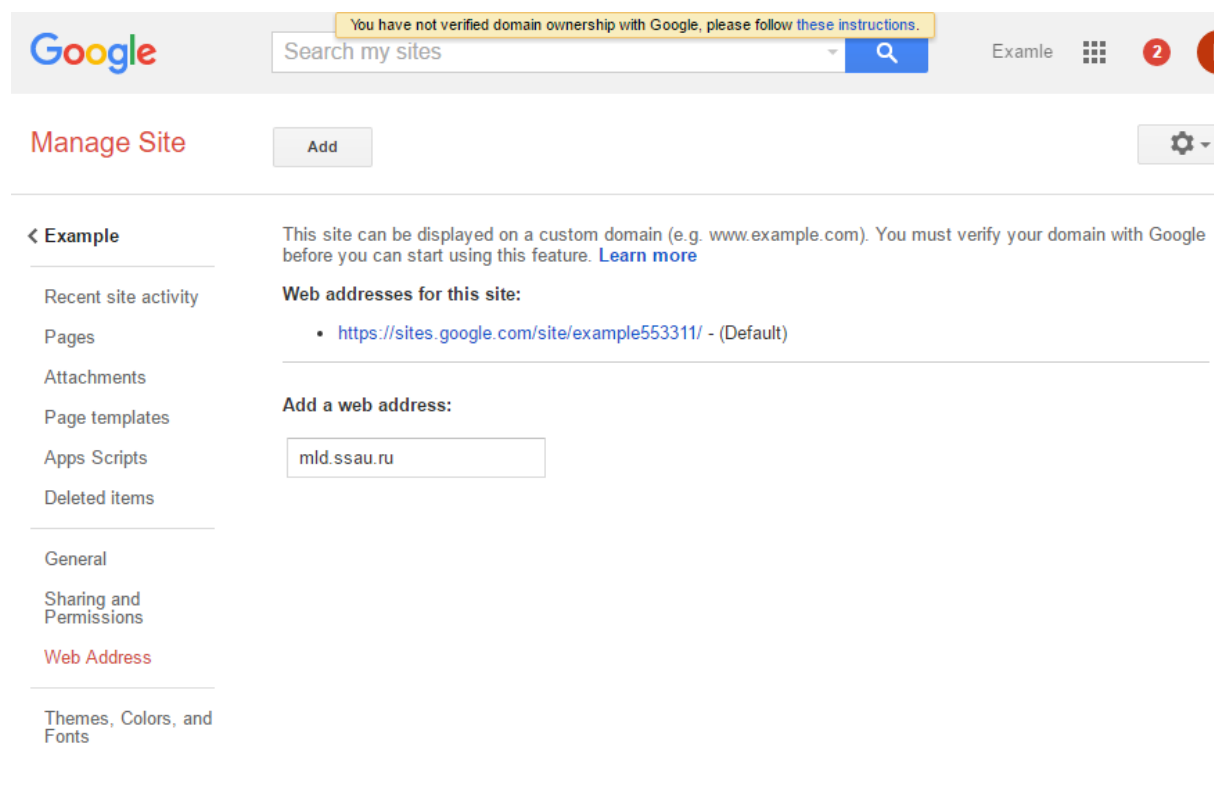 You have not verified domain ownership with Google, please follow these instructions.
Google
Search my sites
Examle
2
Manage Site
Add
Example
This site can be displayed on a custom domain (e.g. www.example.com). You must verify your domain with Google
before you can start using this feature. Learn more
Web addresses for this site:
• https://sites.google.com/site/example553311/ - (Default)
Add a web address:
mld.ssau.ru
Recent site activity
Pages
Attachments
Page templates
Apps Scripts
Deleted items
General
Sharing and
Permissions
Web Address
Themes, Colors, and
Fonts